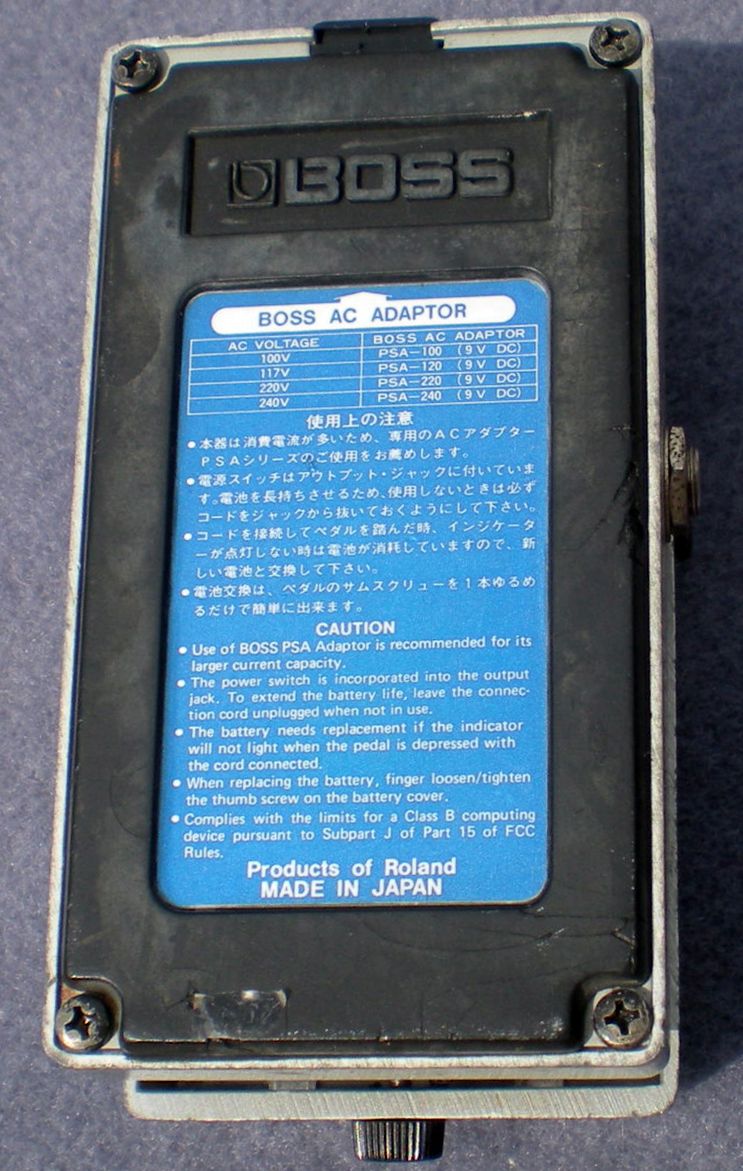 BOSS
BOSS AC ADAPTOR
AC VOLTAGE BOSS AC ADAPTOR
100V PSA-100 (9V DC)
117V PSA-120 (9V DC)
220V PSA-220 (9V DC)
240V PSA-240 (9V DC)
使用上の注意
●本器は消費電流が多いため、専用のACアダプター
PSAシリーズのご使用をお薦めします。
●電源スイッチはアウトプット・ジャックに付いていま
す。電池を長持ちさせるため、使用しないときは必ず
コードをジャックから抜いておくようにして下さい。
●コードを接続してペダルを踏んだ時、インジケータ
ーが点灯しない時は電池が消耗していますので、新
しい電池と交換して下さい。
●電池交換は、ペダルのサムスクリューを1本ゆるめ
るだけで簡単に出来ます。
CAUTION
● Use of BOSS PSA Adaptor is recommended for its
larger current capacity.
● The power switch is incorporated into the output
jack. To extend the battery life, leave the connec-
tion cord unplugged when not in use.
● The battery needs replacement if the indicator
will not light when the pedal is depressed with
the cord connected.
● When replacing the battery, finger loosen/tighten
the thumb screw on the battery cover.
● Complies with the limits for a Class B computing
device pursuant to Subpart J of Part 15 of FCC
Rules.
Products of Roland
MADE IN JAPAN